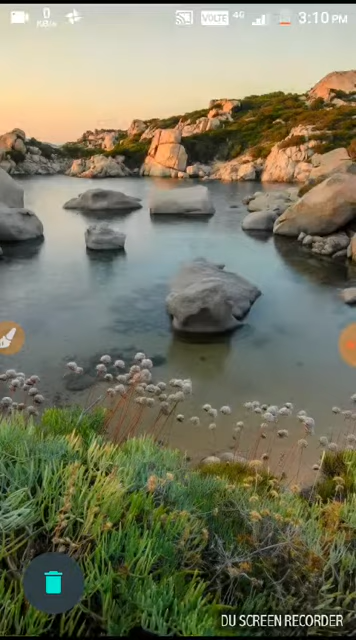 0
KB/s
VOLTE
4G
3:10 PM
DU SCREEN RECORDER